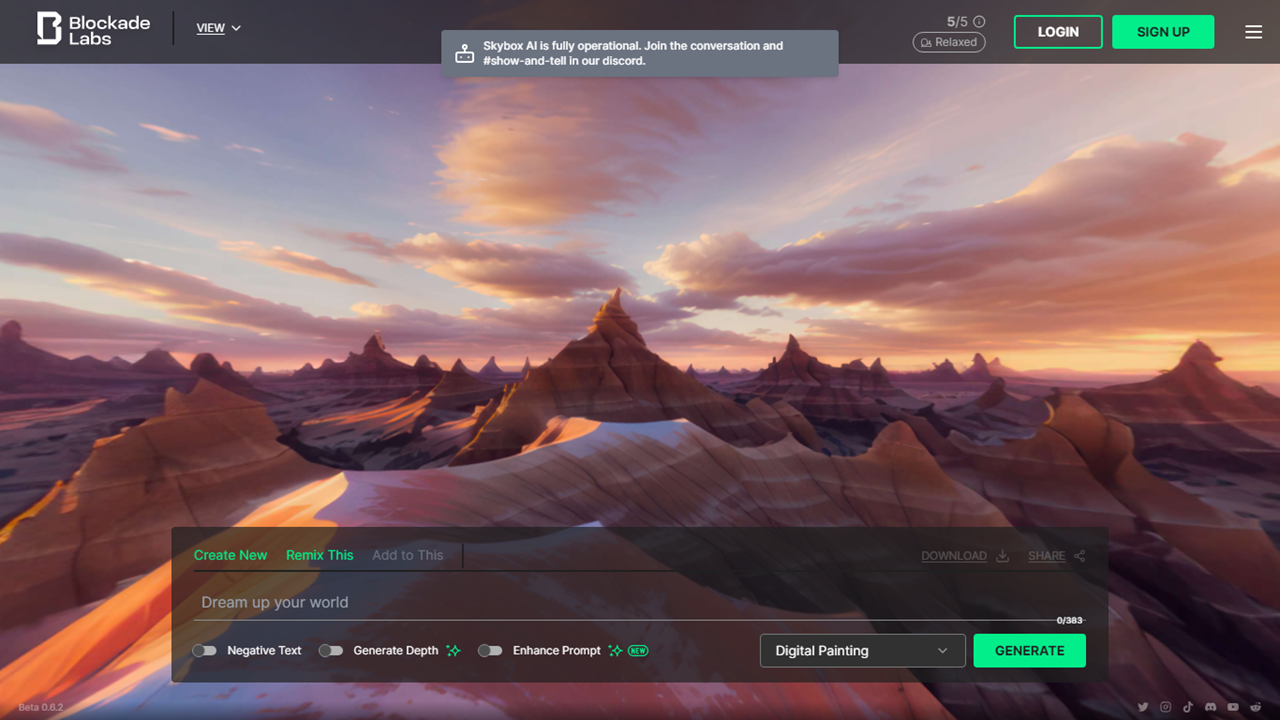 Blockade
Labs
VIEW
5/5
Relaxed
LOGIN
SIGN UP
Skybox AI is fully operational. Join the conversation and
#show-and-tell in our discord.
Create New
Remix This
Add to This
DOWNLOAD
SHARE
Dream up your world
0/383
Negative Text
Generate Depth
Enhance Prompt
NEW
Digital Painting
GENERATE
Beta 0.6.2